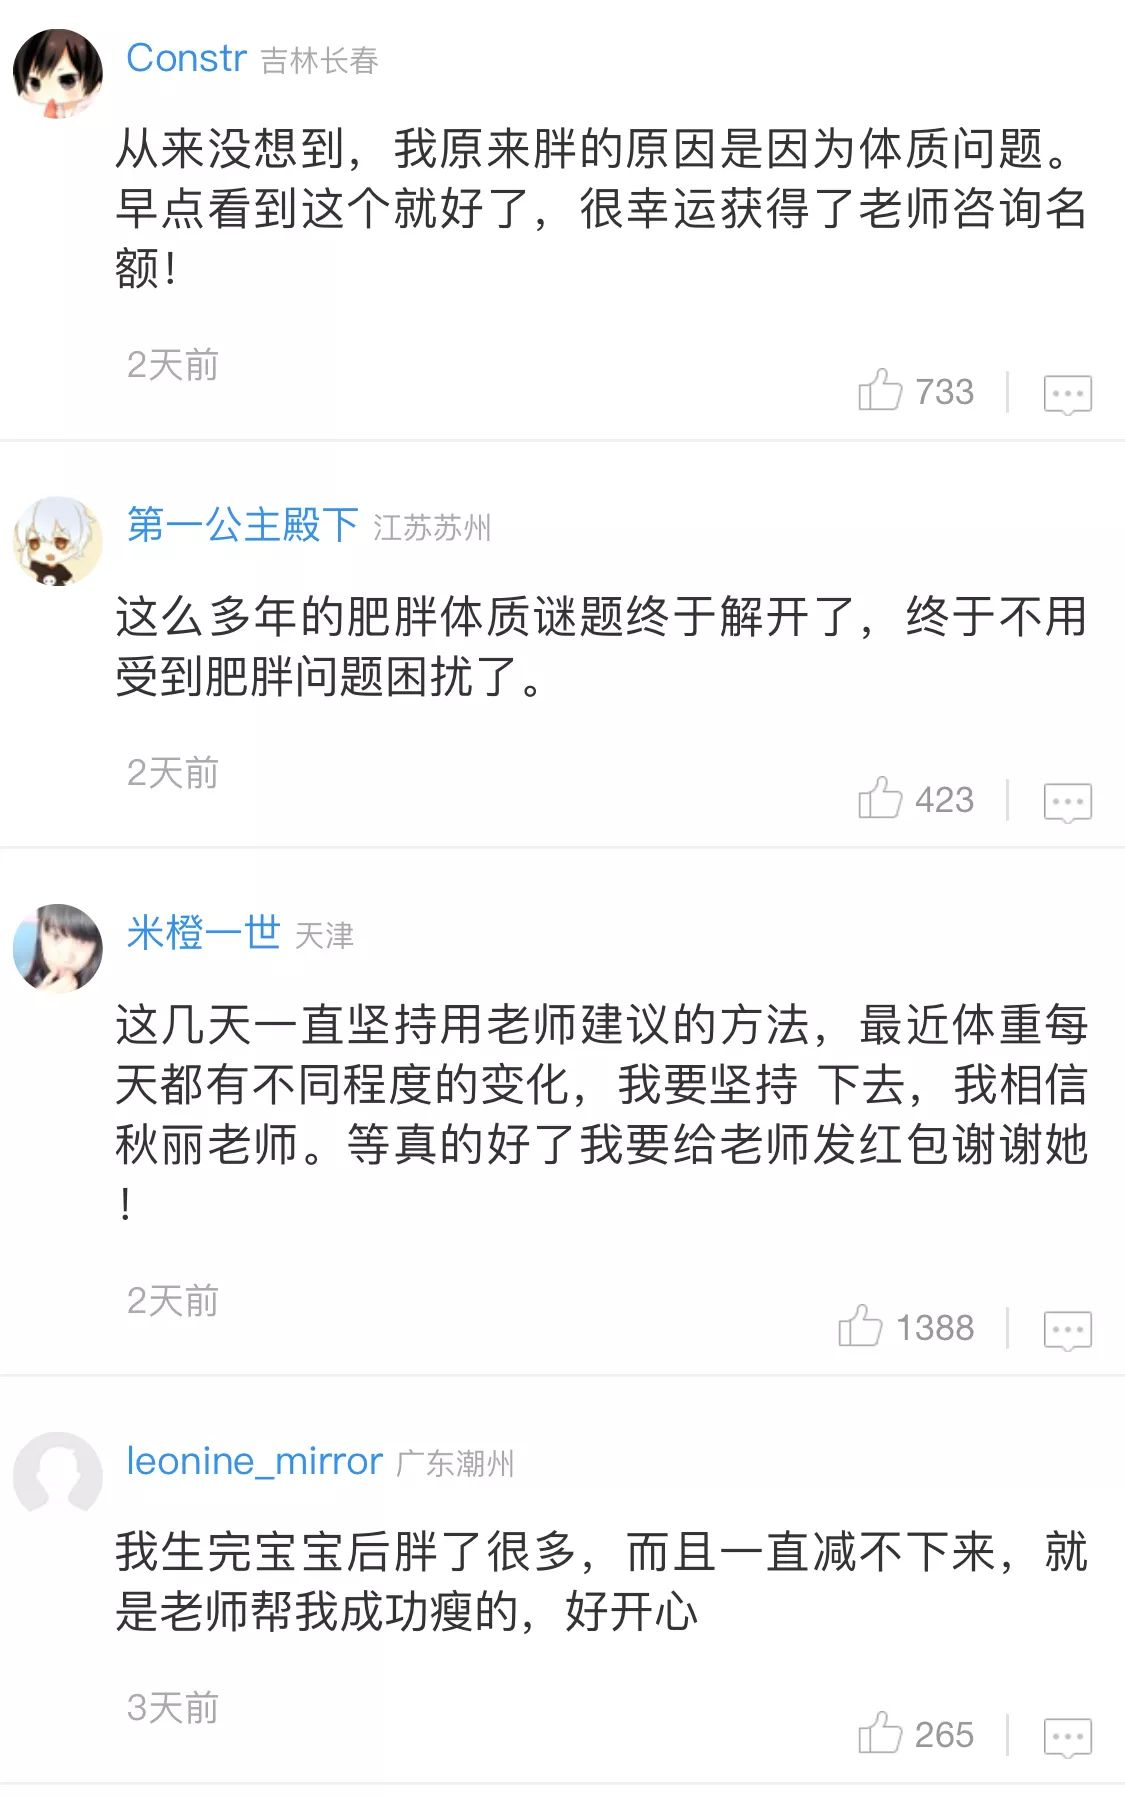 Constr 吉林长春
从来没想到，我原来胖的原因是因为体质问题。
早点看到这个就好了，很幸运获得了老师咨询名
额！
2天前
733
第一公主殿下 江苏苏州
这么多年的肥胖体质谜题终于解开了，终于不用
受到肥胖问题困扰了。
2天前
423
米橙一世 天津
这几天一直坚持用老师建议的方法，最近体重每
天都有不同程度的变化，我要坚持 下去，我相信
秋丽老师。等真的好了我要给老师发红包谢谢她
！
2天前
1388
leonine_mirror 广东潮州
我生完宝宝后胖了很多，而且一直减不下来，就
是老师帮我成功瘦的，好开心
3天前
265